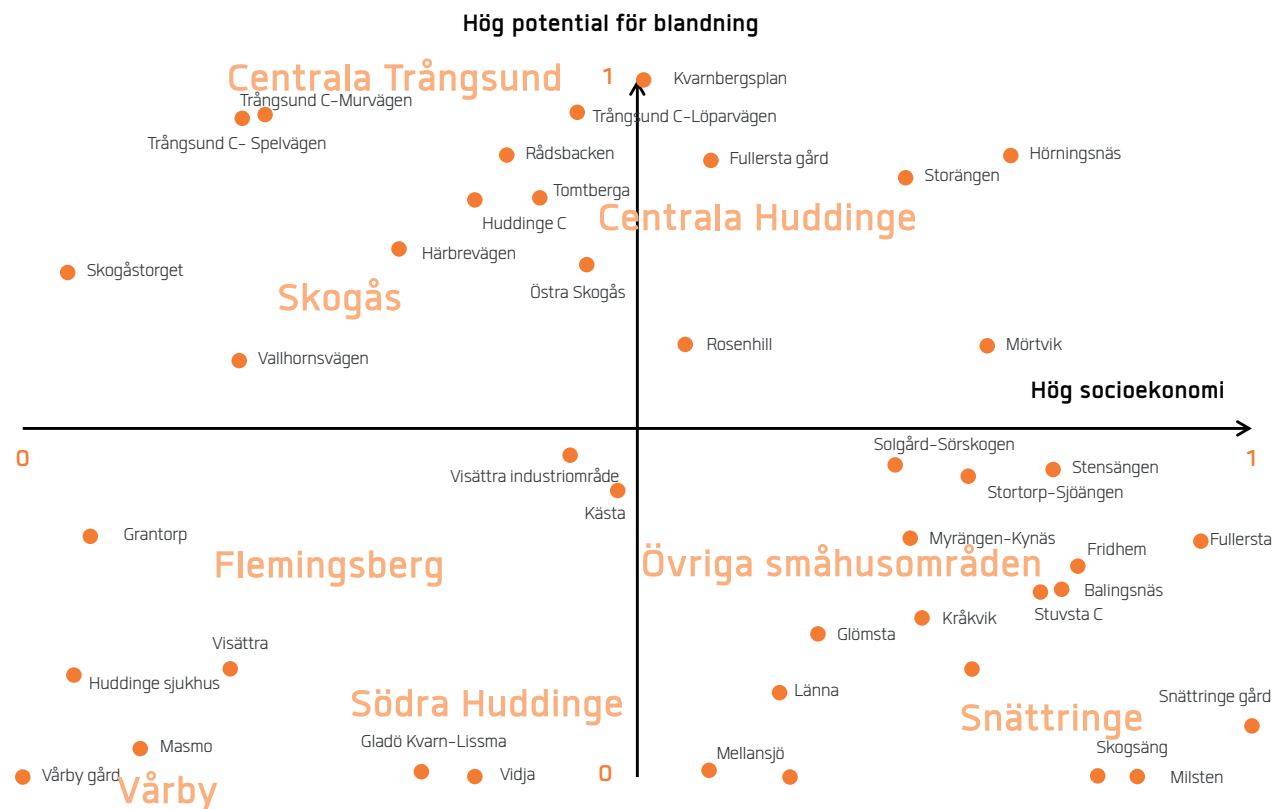 Hög potential för blandning
Centrala Trångsund
1
Kvarnbergsplan
Trångsund C-Murvägen
Trångsund C-Löparvägen
Trångsund C- Spelvägen
Rådsbacken
Fullersta gård
Hörningsnäs
Storängen
Tomtberga
Huddinge C
Centrala Huddinge
Härbrevägen
Skogåstorget
Östra Skogås
Skogås
Rosenhill
Mörtvik
Vallhornsvägen
Hög socioekonomi
0
1
Solgård-Sörskogen
Visättra industriområde
Stensängen
Stortorp-Sjöängen
Kästa
Grantorp
Myrängen-Kynäs
Fullersta
Fridhem
Flemingsberg
Övriga småhusområden
Balingsnäs
Stuvsta C
Kråkvik
Glömsta
Visättra
Huddinge sjukhus
Länna
Snättringe gård
Södra Huddinge
Snättringe
Gladö Kvarn-Lissma
Masmo
Mellansjö
Skogsäng
Vårby gård
Vidja
0
Milsten
Vårby